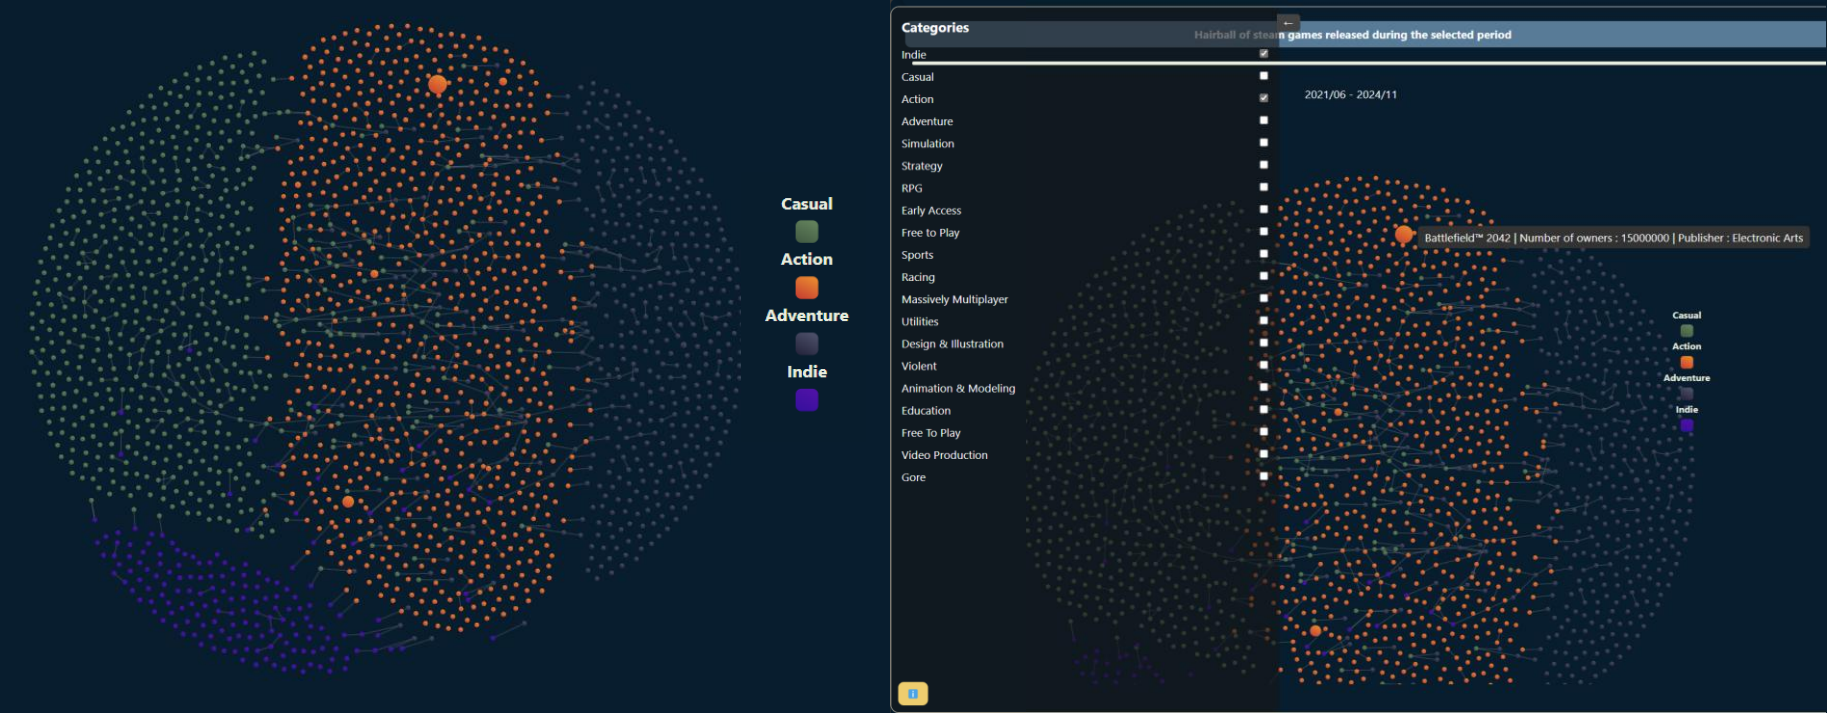 Casual
Action
Adventure
Indie
Categories
←
Hairball of steam games released during the selected period
Indie
Casual
Action
Adventure
Simulation
Strategy
RPG
Early Access
Free to Play
Sports
Racing
Massively Multiplayer
Utilities
Design & Illustration
Violent
Animation & Modeling
Education
Free To Play
Video Production
Gore
2021/06 - 2024/11
Battlefield™ 2042 | Number of owners : 15000000 | Publisher : Electronic Arts
Casual
Action
Adventure
Indie
i